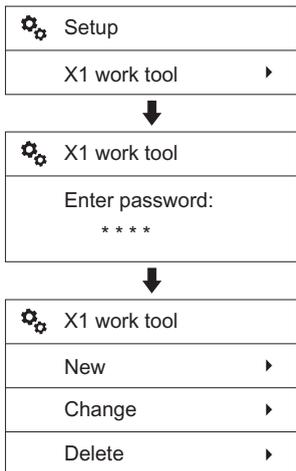 Setup
X1 work tool
X1 work tool
Enter password:
* * * *
X1 work tool
New
Change
Delete